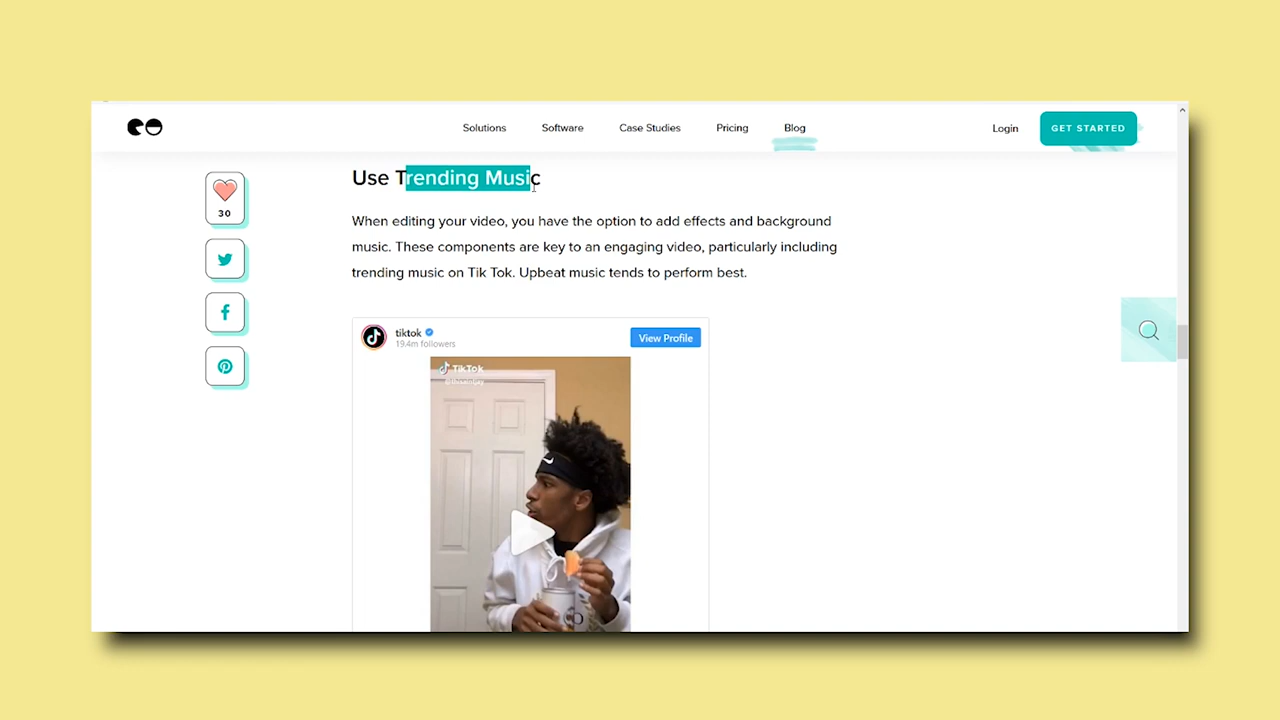 Solutions
Software
Case Studies
Pricing
Blog
Login
GET STARTED
Use Trending Music
30
When editing your video, you have the option to add effects and background
music. These components are key to an engaging video, particularly including
trending music on Tik Tok. Upbeat music tends to perform best.
tiktok
19.4m followers
View Profile
TikTok